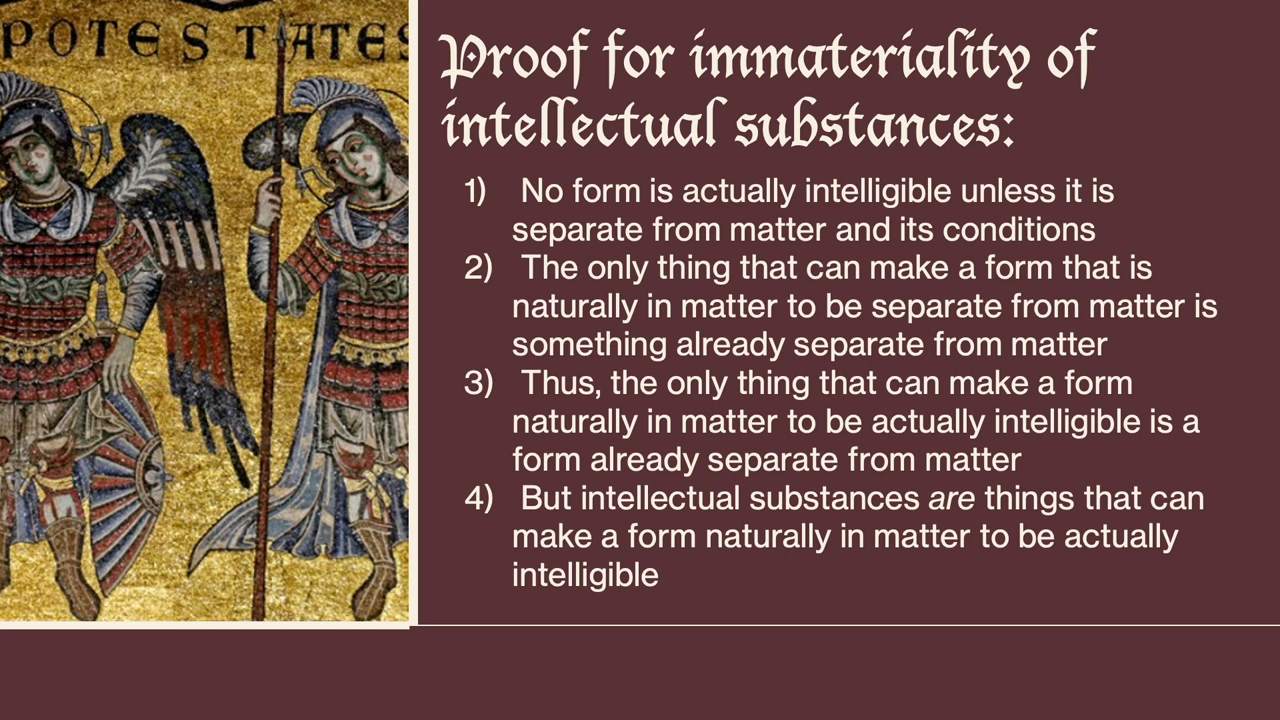 POTESTATES
Proof for immateriality of
intellectual substances:
1) No form is actually intelligible unless it is
separate from matter and its conditions
2) The only thing that can make a form that is
naturally in matter to be separate from matter is
something already separate from matter
3) Thus, the only thing that can make a form
naturally in matter to be actually intelligible is a
form already separate from matter
4) But intellectual substances are things that can
make a form naturally in matter to be actually
intelligible